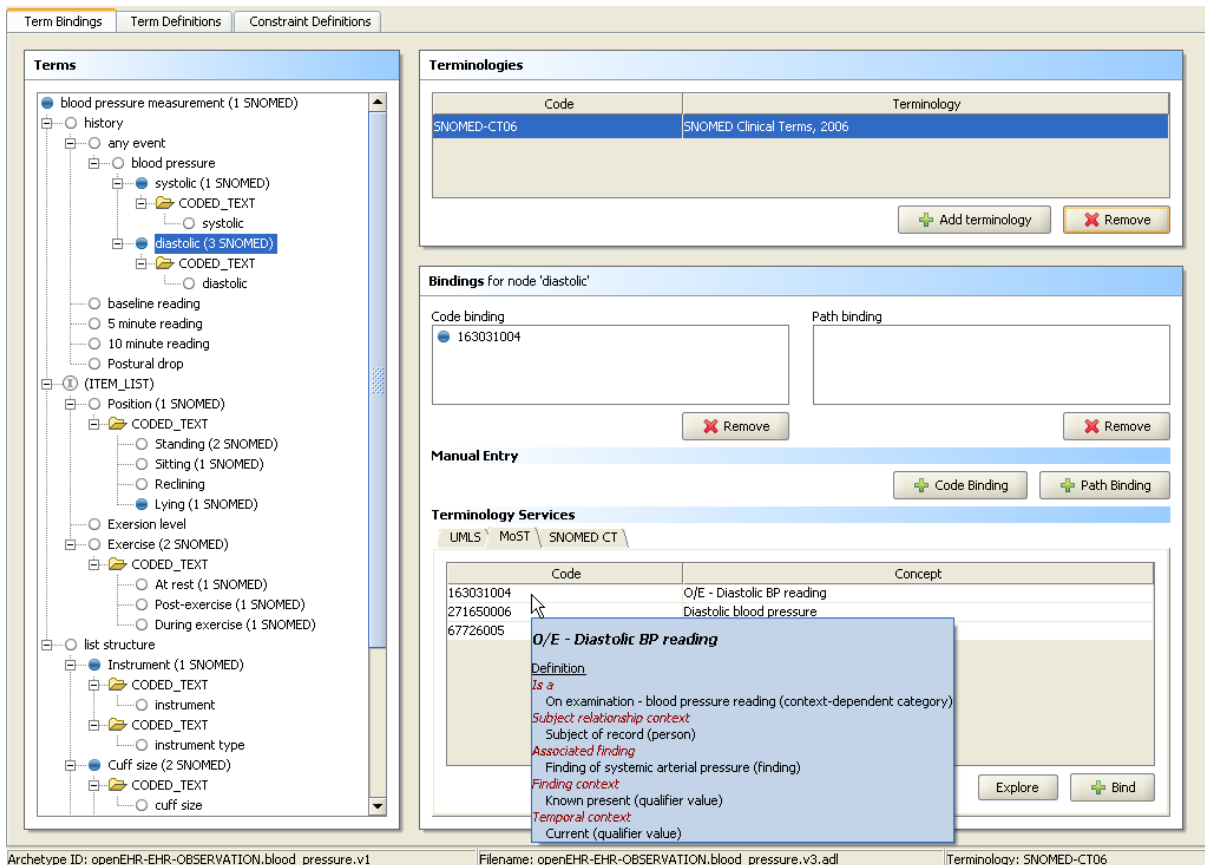 Term Bindings Term Definitions Constraint Definitions
Terms
blood pressure measurement (1 SNOMED)
history
any event
blood pressure
systolic (1 SNOMED)
CODED_TEXT
systolic
diastolic (3 SNOMED)
CODED_TEXT
diastolic
baseline reading
5 minute reading
10 minute reading
Postural drop
(ITEM_LIST)
Position (1 SNOMED)
CODED_TEXT
Standing (2 SNOMED)
Sitting (1 SNOMED)
Reclining
Lying (1 SNOMED)
Exersion level
Exercise (2 SNOMED)
CODED_TEXT
At rest (1 SNOMED)
Post-exercise (1 SNOMED)
During exercise (1 SNOMED)
list structure
Instrument (1 SNOMED)
CODED_TEXT
instrument
CODED_TEXT
instrument type
Cuff size (2 SNOMED)
CODED_TEXT
cuff size
Terminologies
Code Terminology
SNOMED-CT06 SNOMED Clinical Terms, 2006
Add terminology Remove
Bindings for node 'diastolic'
Code binding Path binding
163031004
Remove Remove
Manual Entry
Code Binding Path Binding
Terminology Services
UMLS MoST SNOMED CT
Code Concept
163031004 O/E - Diastolic BP reading
271650006 Diastolic blood pressure
67726005
O/E - Diastolic BP reading
Definition
Is a
On examination - blood pressure reading (context-dependent category)
Subject relationship context
Subject of record (person)
Associated finding
Finding of systemic arterial pressure (finding)
Finding context
Known present (qualifier value)
Temporal context
Current (qualifier value)
Explore Bind
Archetype ID: openEHR-EHR-OBSERVATION.blood_pressure.v1 Filename: openEHR-EHR-OBSERVATION.blood_pressure.v3.adl Terminology: SNOMED-CT06